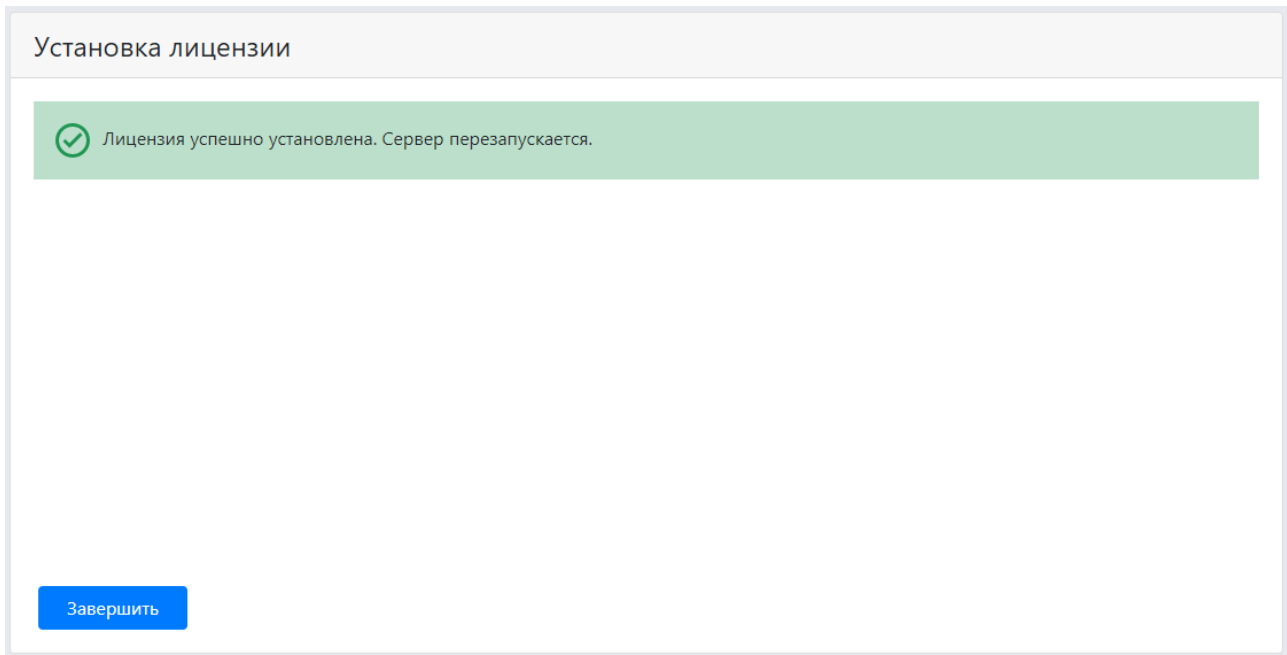 Установка лицензии
Лицензия успешно установлена. Сервер перезапускается.
Завершить